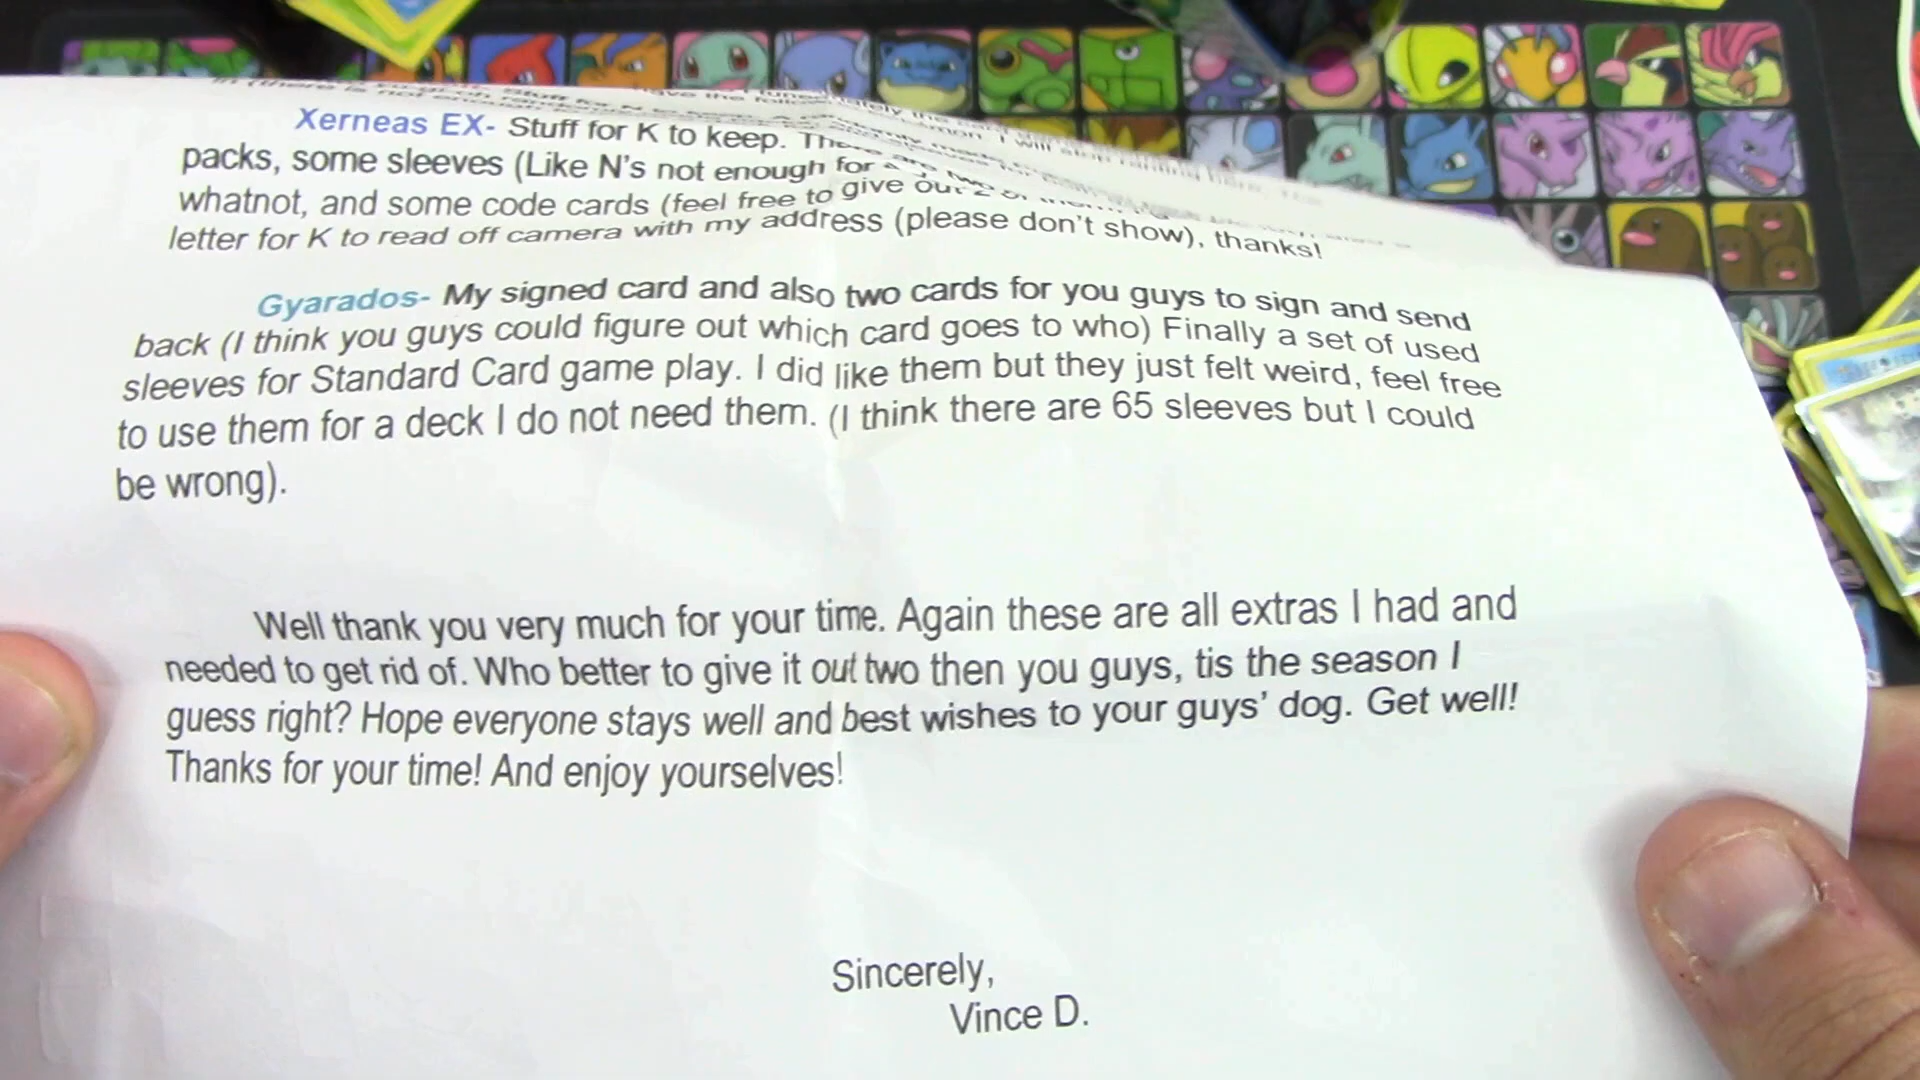 Xerneas EX- Stuff for K to keep.
packs, some sleeves (Like N's not enough for a
whatnot, and some code cards (feel free to give out 2 of them
letter for K to read off camera with my address (please don't show), thanks!
Gyarados- My signed card and also two cards for you guys to sign and send
back (I think you guys could figure out which card goes to who) Finally a set of used
sleeves for Standard Card game play. I did like them but they just felt weird, feel free
to use them for a deck I do not need them. (I think there are 65 sleeves but I could
be wrong).
Well thank you very much for your time. Again these are all extras I had and
needed to get rid of. Who better to give it out two then you guys, tis the season I
guess right? Hope everyone stays well and best wishes to your guys' dog. Get well!
Thanks for your time! And enjoy yourselves!
Sincerely,
Vince D.